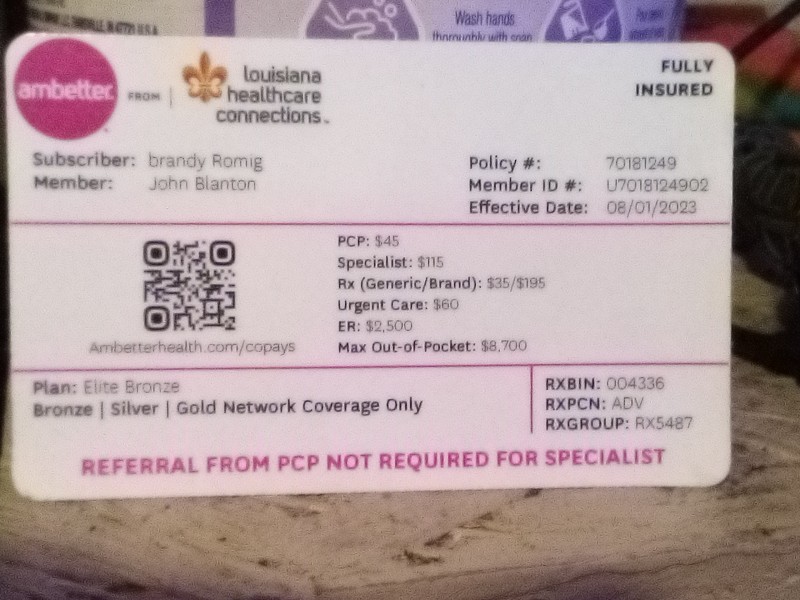 Wash hands
thoroughly with soap
ambetter. FROM louisiana
healthcare
connections™
FULLY
INSURED
Subscriber: brandy Romig
Member: John Blanton
Policy #: 70181249
Member ID #: U7018124902
Effective Date: 08/01/2023
PCP: $45
Specialist: $115
Rx (Generic/Brand): $35/$195
Urgent Care: $60
ER: $2,500
Max Out-of-Pocket: $8,700
Ambetterhealth.com/copays
Plan: Elite Bronze
Bronze | Silver | Gold Network Coverage Only
RXBIN: 004336
RXPCN: ADV
RXGROUP: RX5487
REFERRAL FROM PCP NOT REQUIRED FOR SPECIALIST